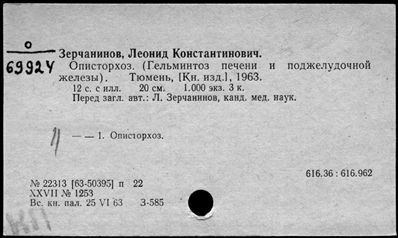 О
69924
Зерчанинов, Леонид Константинович.
Описторхоз. (Гельминтоз печени и поджелудочной
железы). Тюмень, [Кн. изд.], 1963.
12 с. с илл. 20 см. 1.000 экз. 3 к.
Перед загл. авт.: Л. Зерчанинов, канд. мед. наук.
— — 1. Описторхоз.
616.36 : 616.962
№ 22313 [63-50395] п 22
XXVII № 1253
Вс. кн. пал. 25 VI 63 З-585